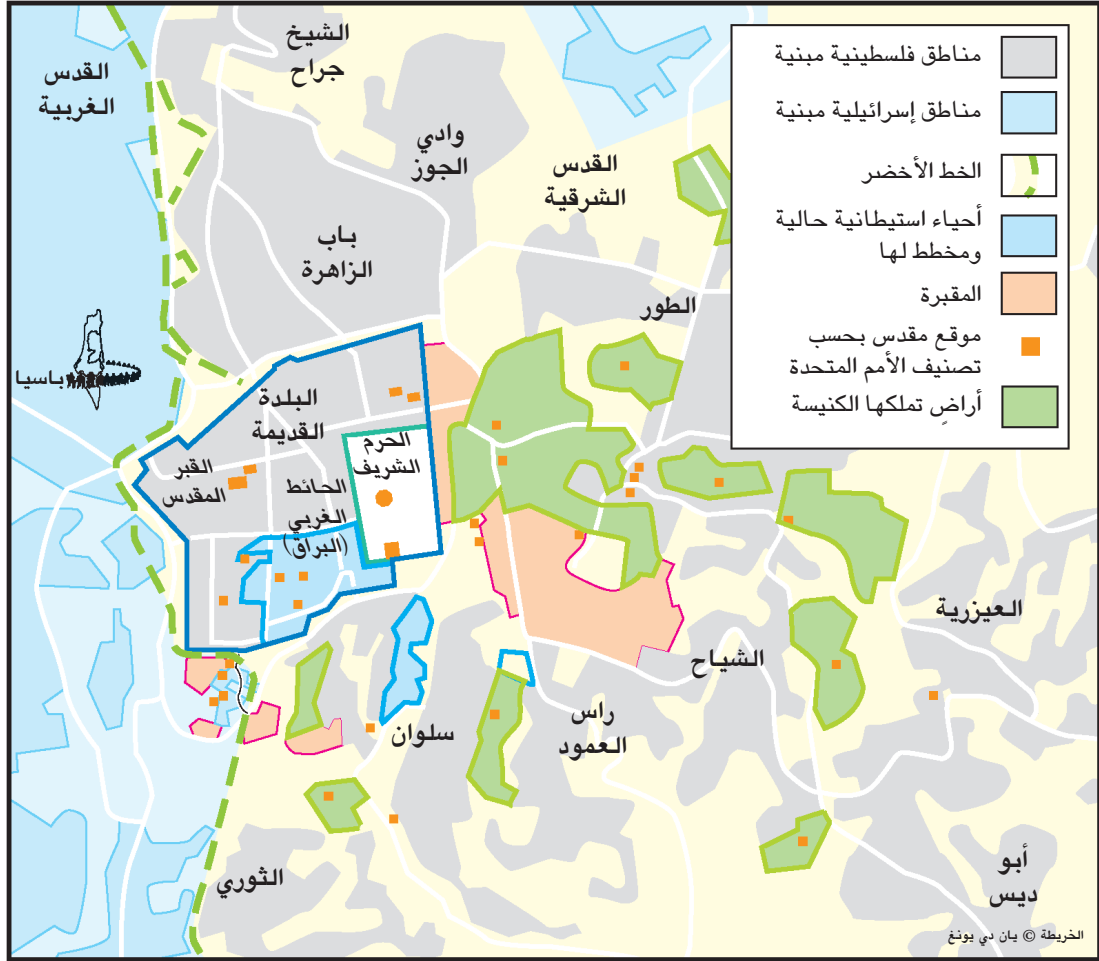 مناطق فلسطينية مبنية
مناطق إسرائيلية مبنية
الخط الأخضر
أحياء استيطانية حالية
ومخطط لها
المقبرة
موقع مقدس بحسب
تصنيف الأمم المتحدة
أراضٍ تملكها الكنيسة
الشيخ
جراح
القدس
الغربية
وادي
الجوز
القدس
الشرقية
باب
الزاهرة
الطور
باسيا
البلدة
القديمة
الحرم
الشريف
القبر
المقدس
الحائط
الغربي
(البراق)
العيزرية
الشياح
راس
العمود
سلوان
الثوري
أبو
ديس
الخريطة © يان دي يونغ